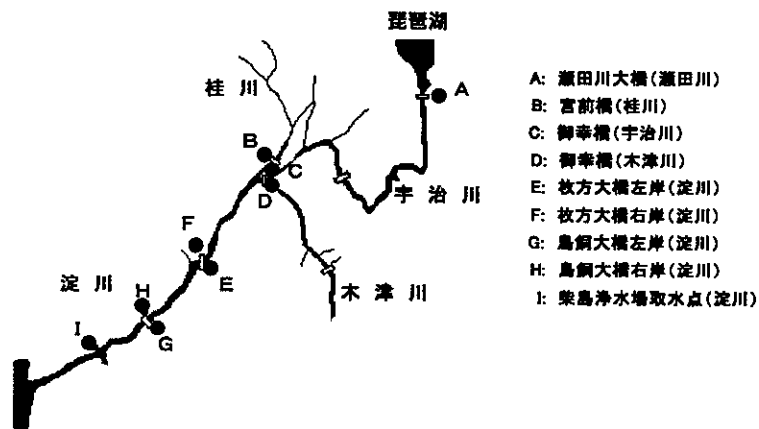 琵琶湖
桂川
A
B
C
D
宇治川
F
E
木津川
淀川
H
G
I
A: 瀬田川大橋(瀬田川)
B: 宮前橋(桂川)
C: 御幸橋(宇治川)
D: 御幸橋(木津川)
E: 枚方大橋左岸(淀川)
F: 枚方大橋右岸(淀川)
G: 鳥飼大橋左岸(淀川)
H: 鳥飼大橋右岸(淀川)
I: 柴島浄水場取水点(淀川)